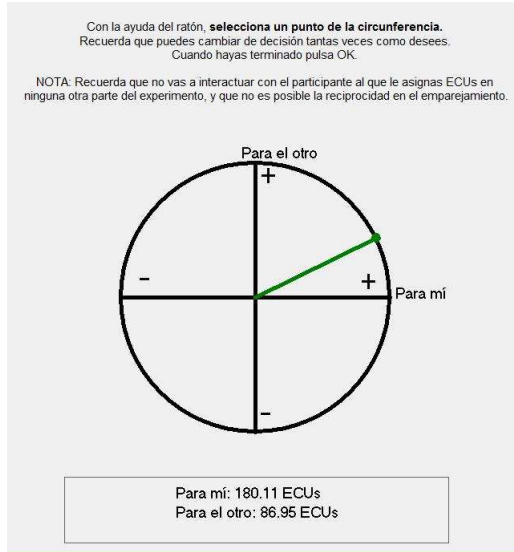 Con la ayuda del ratón, selecciona un punto de la circunferencia.
Recuerda que puedes cambiar de decisión tantas veces como desees.
Cuando hayas terminado pulsa OK.
NOTA: Recuerda que no vas a interactuar con el participante al que le asignas ECUs en
ninguna otra parte del experimento, y que no es posible la reciprocidad en el emparejamiento.
Para el otro
+
-
+
Para mí
-
Para mí: 180.11 ECUs
Para el otro: 86.95 ECUs